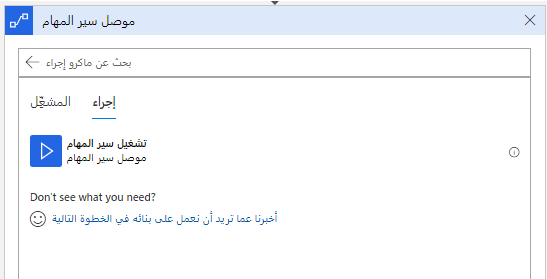 موصل سير المهام
بحث عن ماكرو إجراء
إجراء المشغّل
تشغيل سير المهام
موصل سير المهام
Don't see what you need?
أخبرنا عما تريد أن نعمل على بنائه في الخطوة التالية